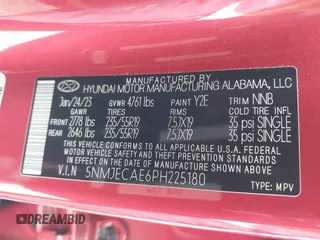 MANUFACTURED BY
HYUNDAI MOTOR MANUFACTURING ALABAMA, LLC
Jan/24/23 GVWR 4761 lbs PAINT Y2E TRIM NNB
GAWRS TIRES RIMS COLD TIRE INFL
FRONT 2778 lbs 235/55R19 7.5JX19 35 psi SINGLE
REAR 2646 lbs 235/55R19 7.5JX19 35 psi SINGLE
THIS VEHICLE CONFORMS TO ALL APPLICABLE U.S.A. FEDERAL
MOTOR VEHICLE SAFETY, BUMPER, AND THEFT PREVENTION
STANDARDS IN EFFECT ON THE DATE OF MANUFACTURE SHOWN ABOVE.
V.I.N 5NMJECAE6PH225180
TYPE: MPV
DREAMBID